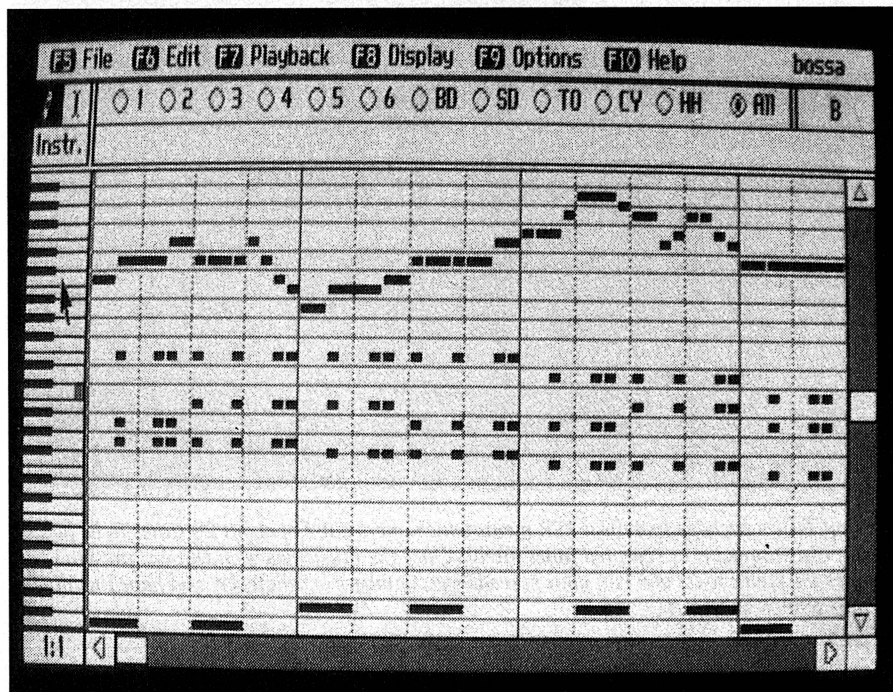 F5 File F6 Edit F7 Playback F8 Display F9 Options F10 Help bossa
1 2 3 4 5 6 BD SD TO CY HH All B
Instr.
1:1